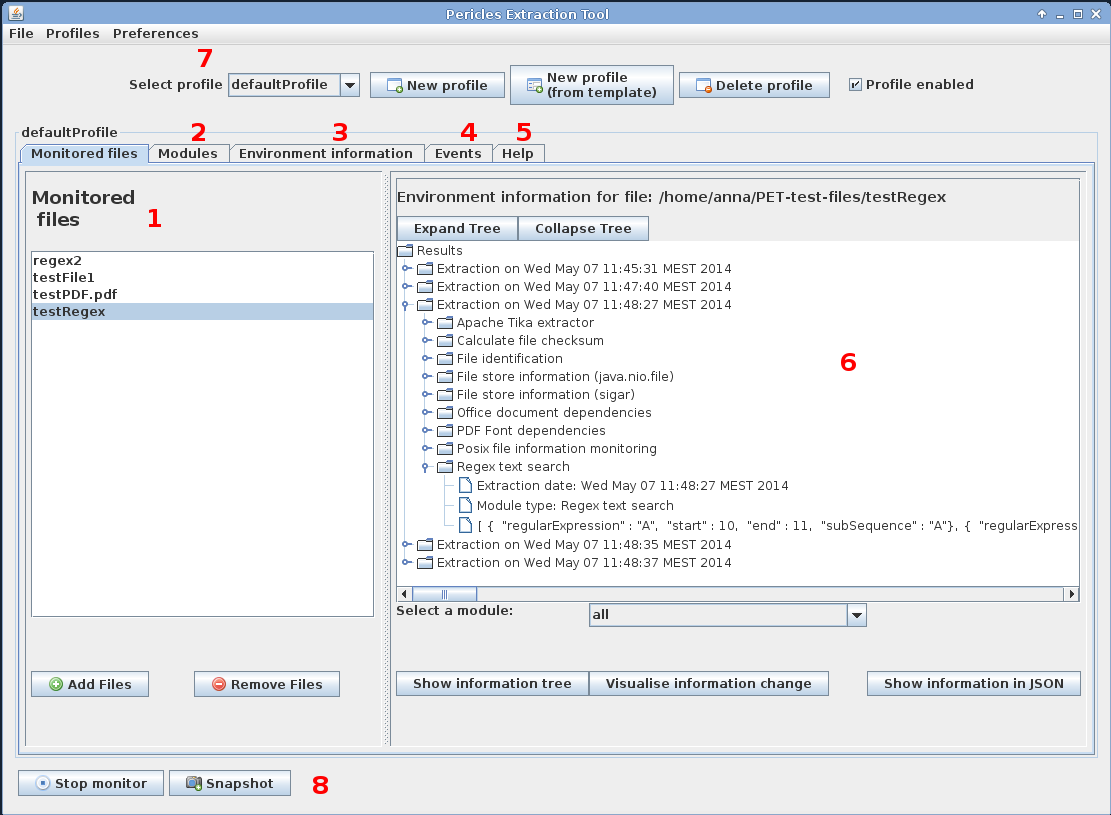 Pericles Extraction Tool
File Profiles Preferences
7
Select profile defaultProfile New profile New profile (from template) Delete profile Profile enabled
defaultProfile
2 3 4 5
Monitored files Modules Environment information Events Help
Monitored
files
1
regex2
testFile1
testPDF.pdf
testRegex
Add Files Remove Files
Environment information for file: /home/anna/PET-test-files/testRegex
Expand Tree Collapse Tree
Results
Extraction on Wed May 07 11:45:31 MEST 2014
Extraction on Wed May 07 11:47:40 MEST 2014
Extraction on Wed May 07 11:48:27 MEST 2014
Apache Tika extractor
Calculate file checksum
File identification
6
File store information (java.nio.file)
File store information (sigar)
Office document dependencies
PDF Font dependencies
Posix file information monitoring
Regex text search
Extraction date: Wed May 07 11:48:27 MEST 2014
Module type: Regex text search
[ { "regularExpression" : "A", "start" : 10, "end" : 11, "subSequence" : "A"}, { "regularExpress
Extraction on Wed May 07 11:48:35 MEST 2014
Extraction on Wed May 07 11:48:37 MEST 2014
Select a module: all
Show information tree Visualise information change Show information in JSON
Stop monitor Snapshot 8